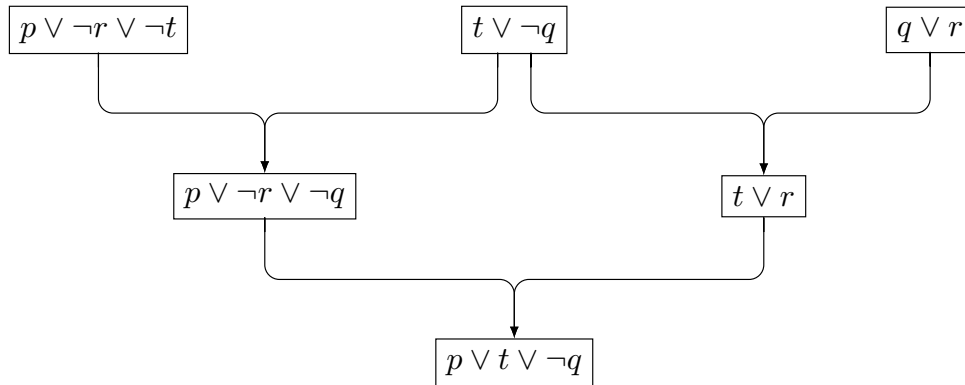 p ∨ ¬r ∨ ¬t
t ∨ ¬q
q ∨ r
p ∨ ¬r ∨ ¬q
t ∨ r
p ∨ t ∨ ¬q